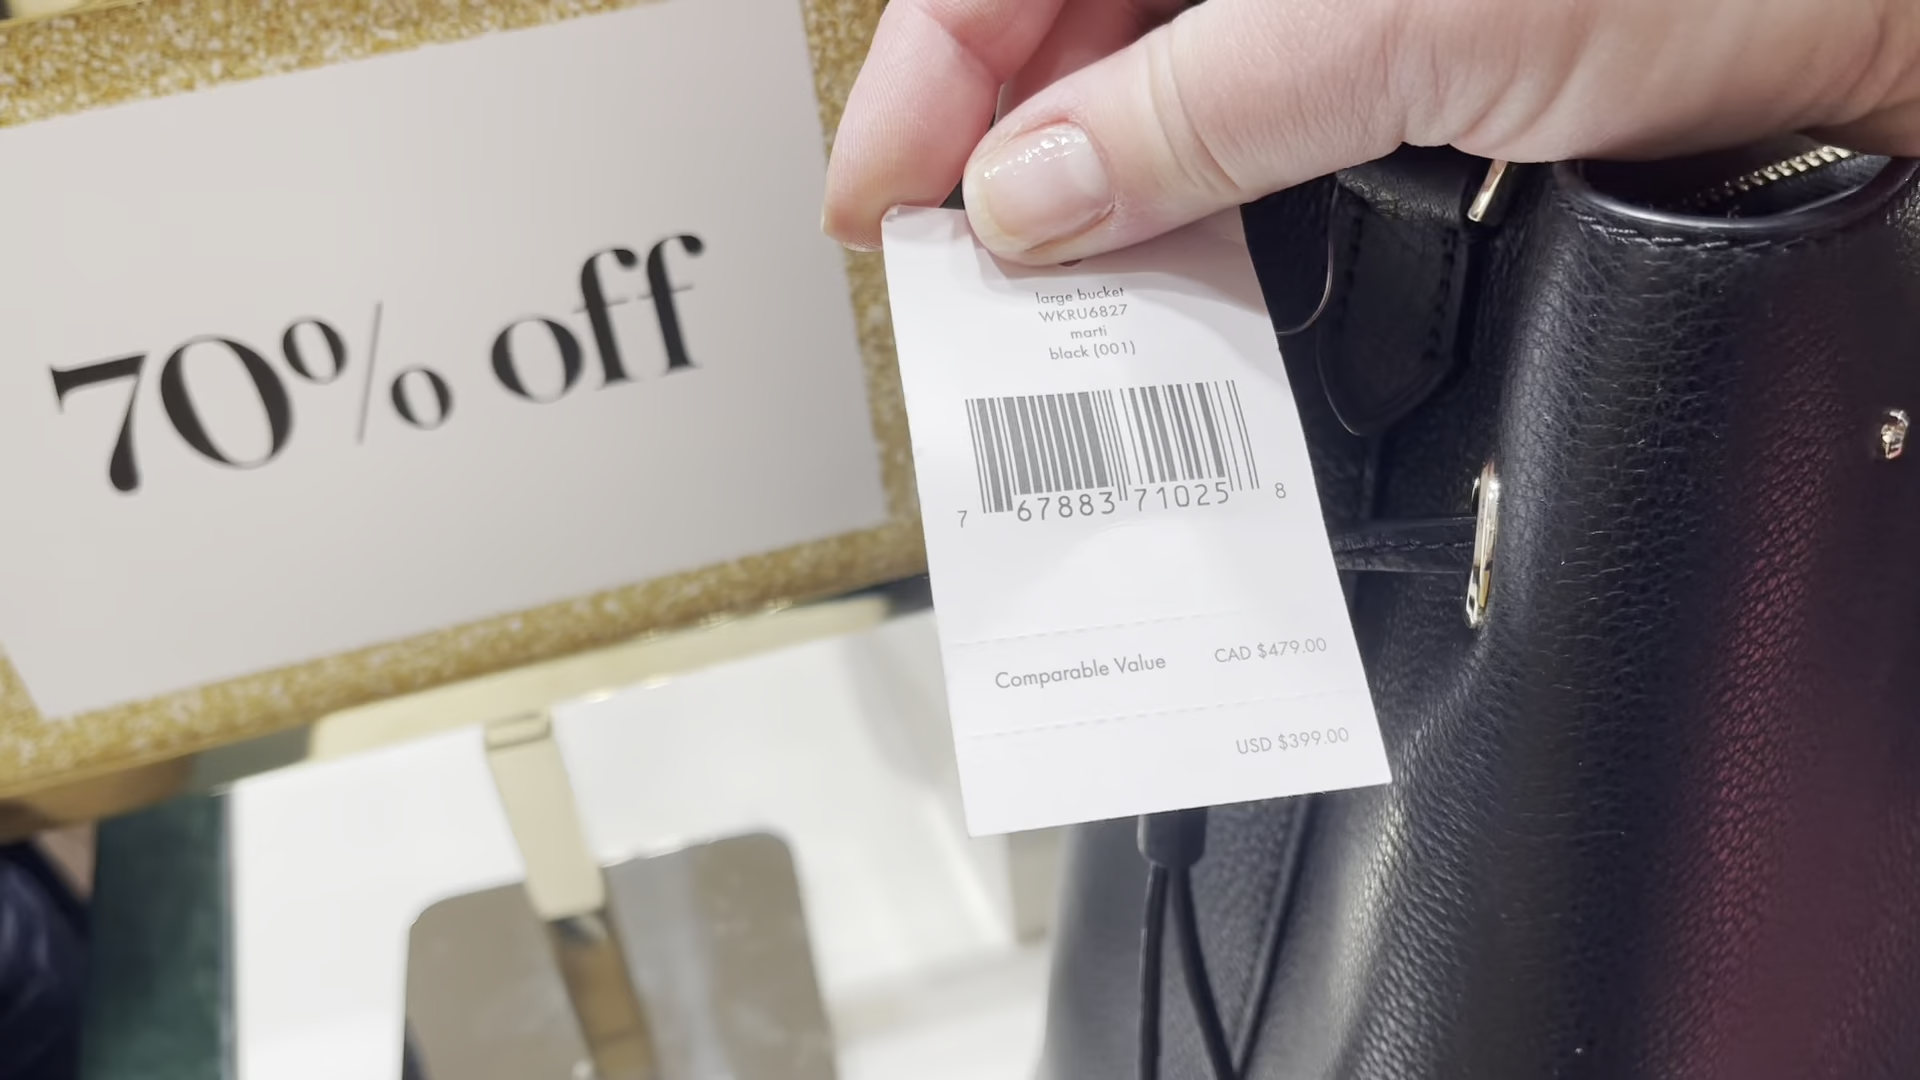 70% off
large bucket
WKRU6827
marti
black (001)
7 67883 71025 8
Comparable Value CAD $479.00
USD $399.00